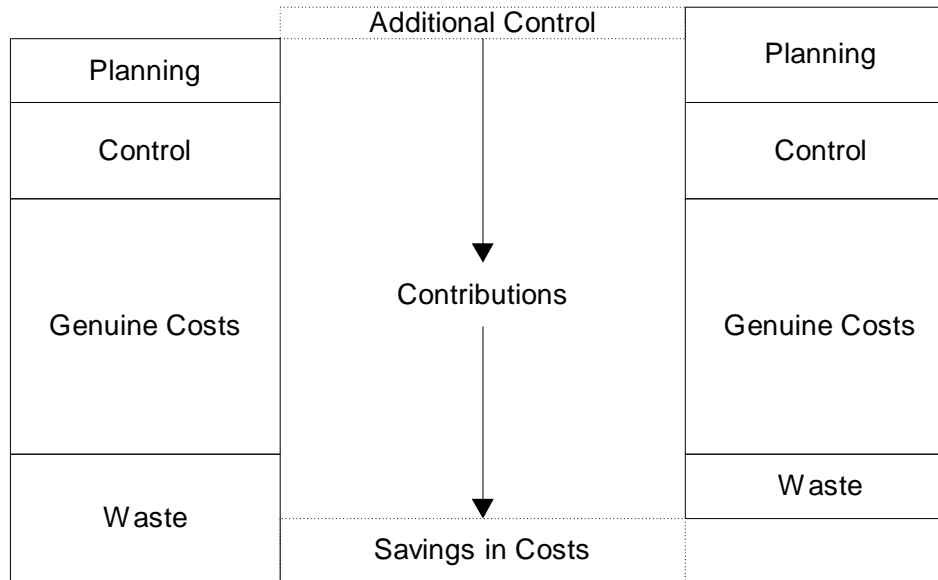 Additional Control
Planning
Planning
Control
Control
Contributions
Genuine Costs
Genuine Costs
Waste
Waste
Savings in Costs